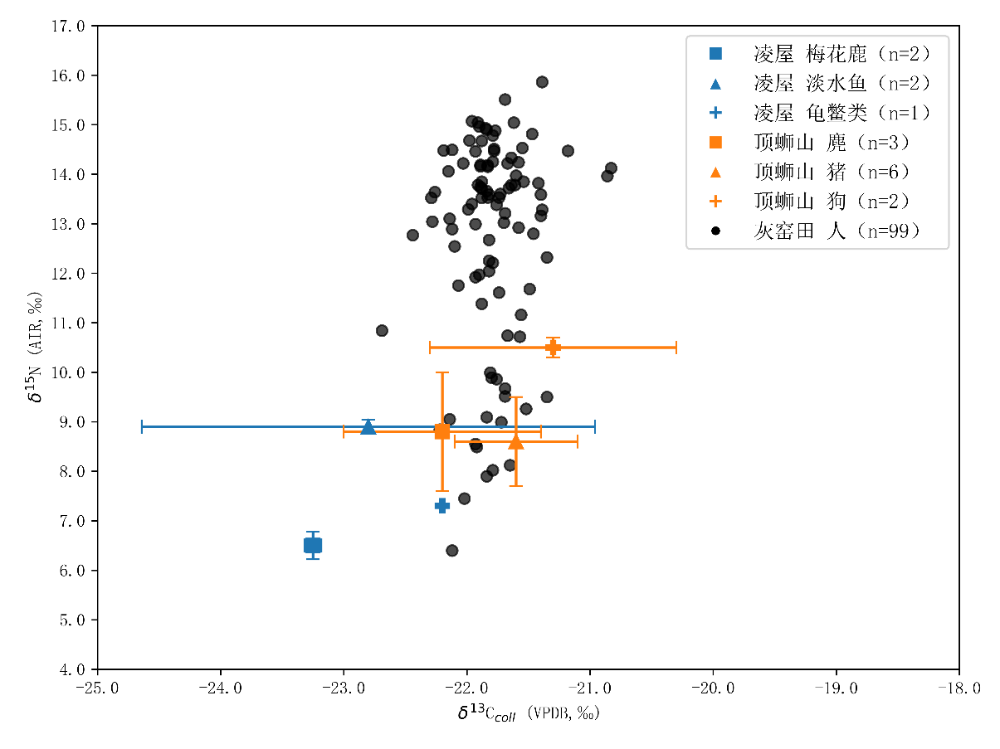 17.0
16.0
15.0
14.0
13.0
12.0
11.0
10.0
9.0
8.0
7.0
6.0
5.0
4.0
δ15N (AIR,‰)
凌屋 梅花鹿（n=2）
凌屋 淡水鱼（n=2）
凌屋 龟鳖类（n=1）
顶蛳山 麂（n=3）
顶蛳山 猪（n=6）
顶蛳山 狗（n=2）
灰窑田 人（n=99）
-25.0 -24.0 -23.0 -22.0 -21.0 -20.0 -19.0 -18.0
δ13Ccoll (VPDB,‰)